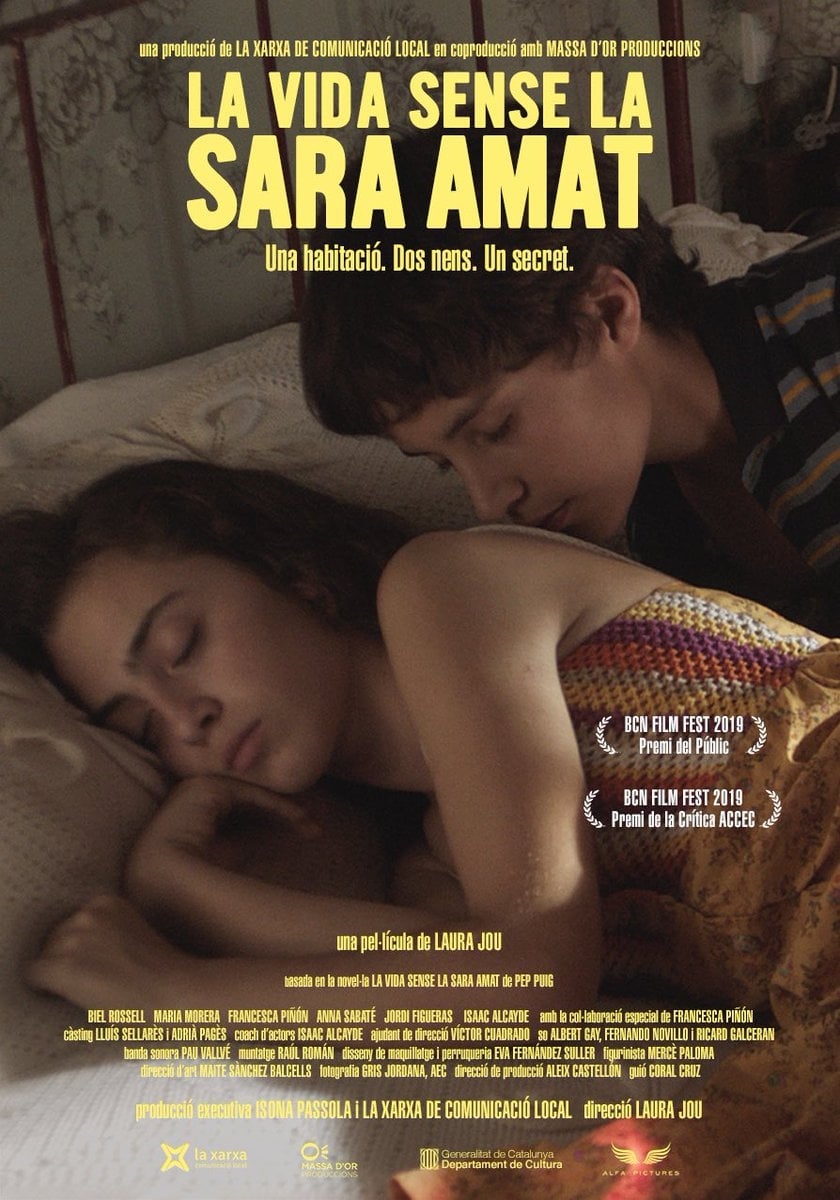 una producció de LA XARXA DE COMUNICACIÓ LOCAL en coproducció amb MASSA D'OR PRODUCCIONS
LA VIDA SENSE LA
SARA AMAT
Una habitació. Dos nens. Un secret.
BCN FILM FEST 2019
Premi del Públic
BCN FILM FEST 2019
Premi de la Crítica ACCEC
una pel·lícula de LAURA JOU
basada en la novel·la LA VIDA SENSE LA SARA AMAT de PEP PUIG
BIEL ROSSELL MARIA MORERA FRANCESCA PIÑÓN ANNA SABATÉ JORDI FIGUERAS ISAAC ALCAYDE amb la col·laboració especial de FRANCESCA PIÑÓN
càsting LLUÍS SELLARÈS i ADRIÀ PAGÈS coach d'actors ISAAC ALCAYDE ajudant de direcció VÍCTOR CUADRADO so ALBERT GAY, FERNANDO NOVILLO i RICARD GALCERAN
banda sonora PAU VALLVÉ muntatge RAÚL ROMÁN disseny de maquillatge i perruqueria EVA FERNÁNDEZ SULLER figurinista MERCÈ PALOMA
direcció d'art MAITE SÀNCHEZ BALCELLS fotografia GRIS JORDANA, AEC direcció de producció ALEIX CASTELLÓN guió CORAL CRUZ
producció executiva ISONA PASSOLA i LA XARXA DE COMUNICACIÓ LOCAL direcció LAURA JOU
la xarxa
comunicació local
MASSA D'OR
PRODUCCIONS
Generalitat de Catalunya
Departament de Cultura
ALFA PICTURES